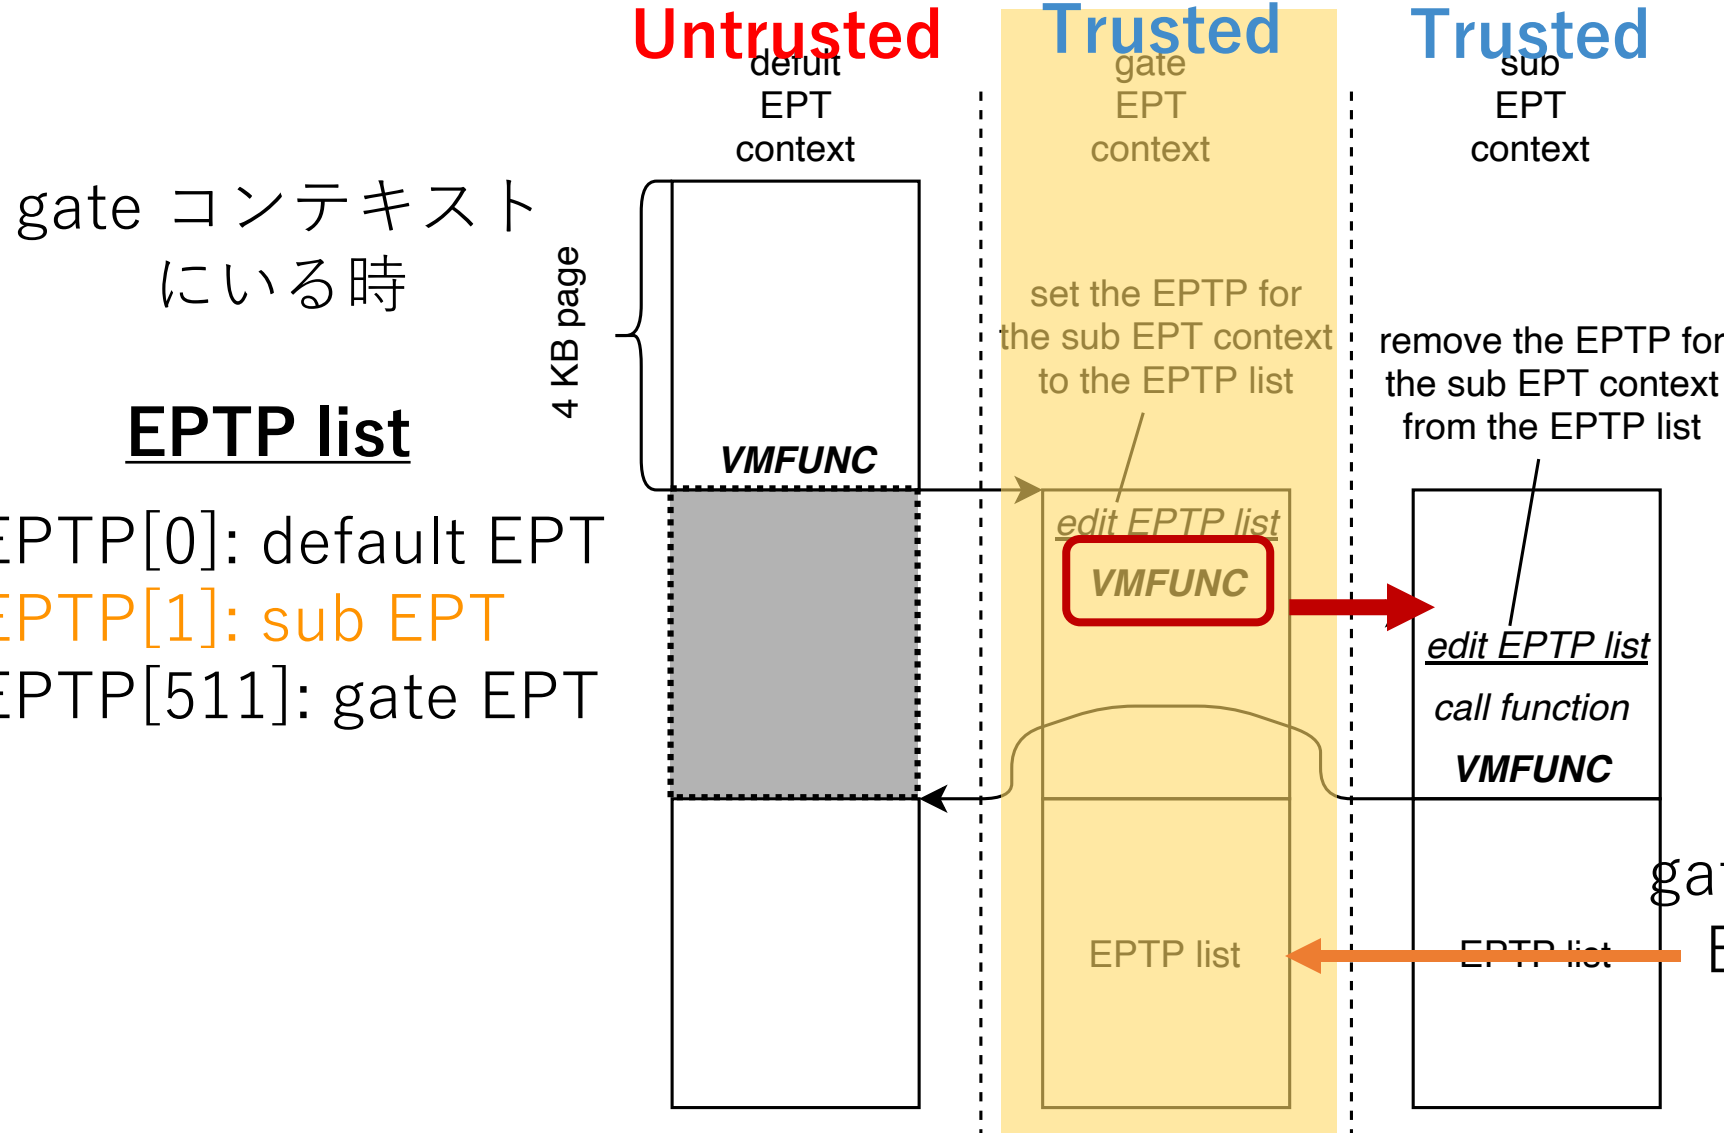 Untrusted
Trusted
Trusted
defult
EPT
context
gate
EPT
context
sub
EPT
context
gate コンテキスト
にいる時
4 KB page
set the EPTP for
the sub EPT context
to the EPTP list
remove the EPTP for
the sub EPT context
from the EPTP list
EPTP list
VMFUNC
EPTP[0]: default EPT
EPTP[1]: sub EPT
EPTP[511]: gate EPT
edit EPTP list
VMFUNC
edit EPTP list
call function
VMFUNC
EPTP list
EPTP list